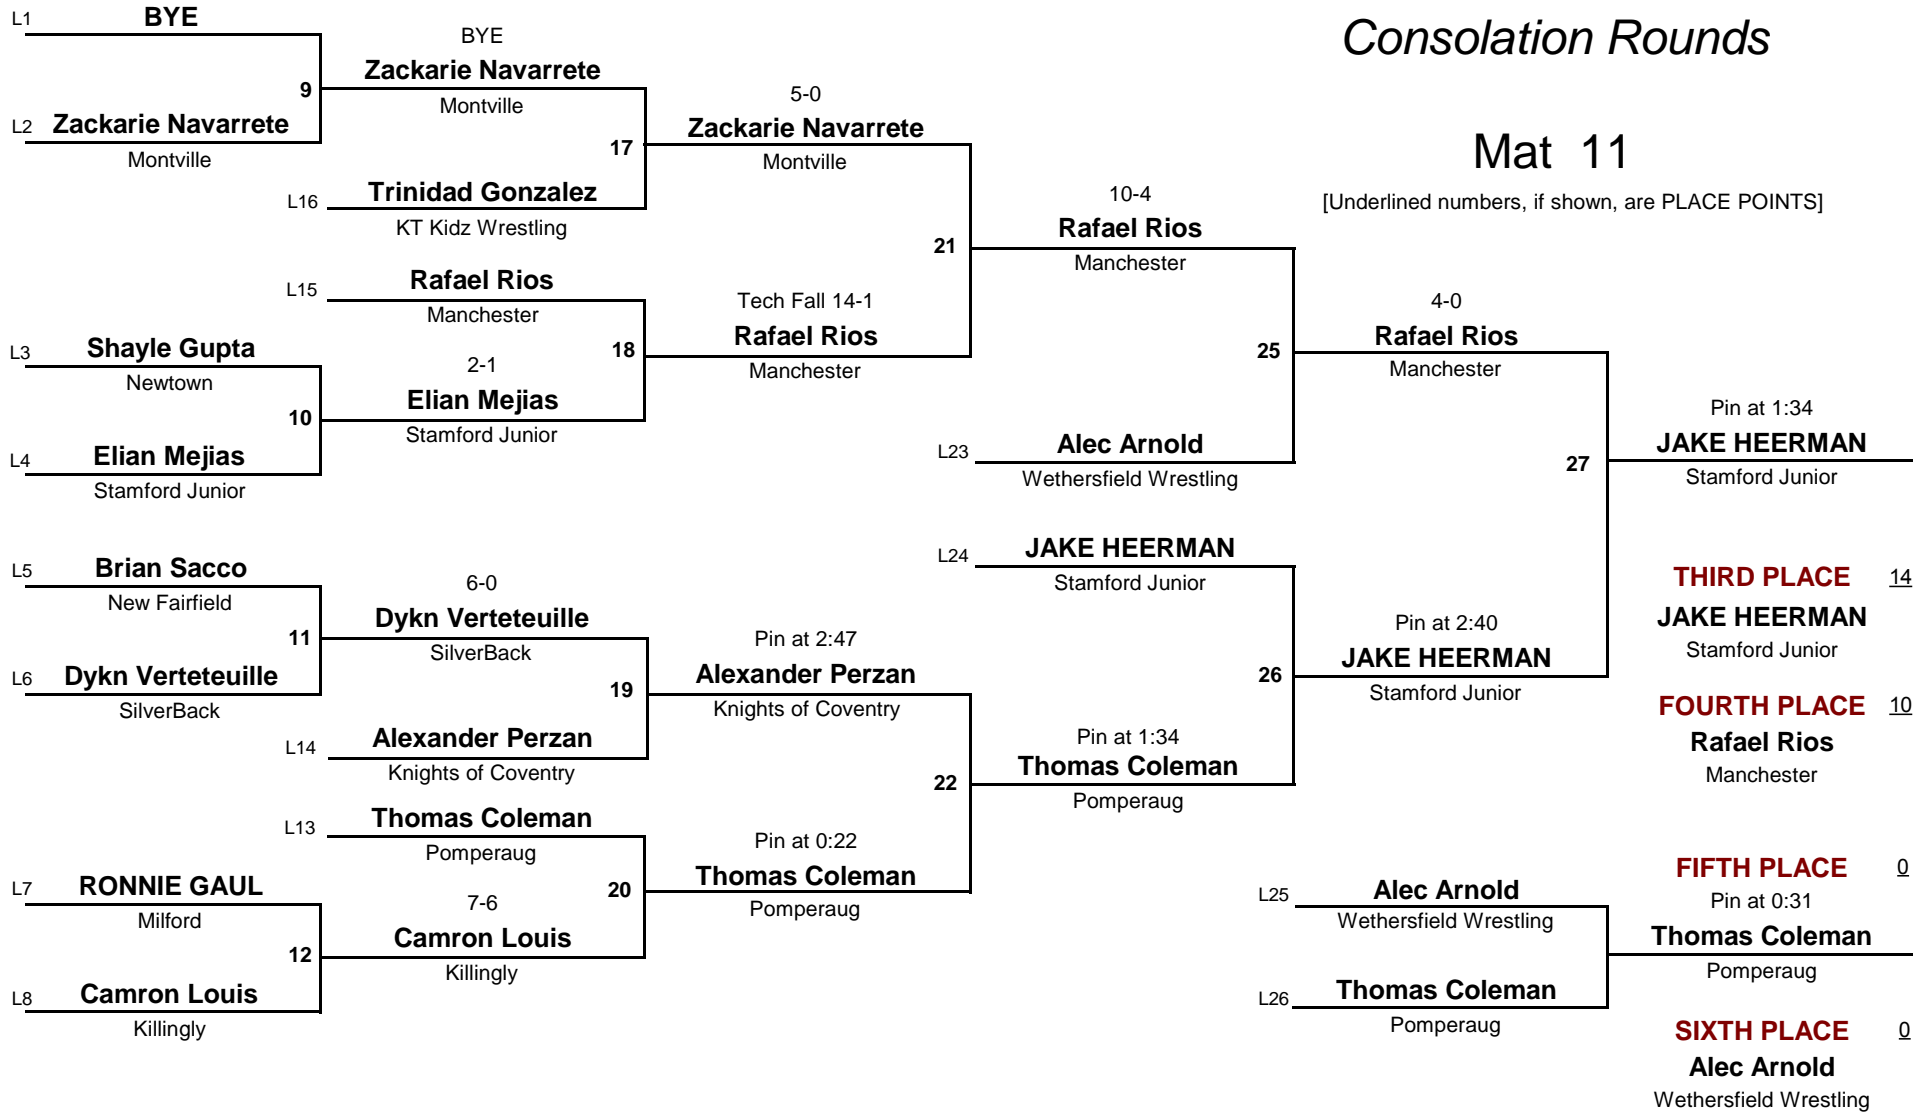 Consolation Rounds
Mat 11
[Underlined numbers, if shown, are PLACE POINTS]
L1 BYE
9
L2 Zackarie Navarrete
Montville
L3 Shayle Gupta
Newtown
10
L4 Elian Mejias
Stamford Junior
L5 Brian Sacco
New Fairfield
11
L6 Dykn Verteteuille
SilverBack
L7 RONNIE GAUL
Milford
12
L8 Camron Louis
Killingly
BYE
Zackarie Navarrete
Montville
17
L16 Trinidad Gonzalez
KT Kidz Wrestling
L15 Rafael Rios
Manchester
18
2-1
Elian Mejias
Stamford Junior
6-0
Dykn Verteteuille
SilverBack
19
L14 Alexander Perzan
Knights of Coventry
L13 Thomas Coleman
Pomperaug
20
7-6
Camron Louis
Killingly
5-0
Zackarie Navarrete
Montville
21
Tech Fall 14-1
Rafael Rios
Manchester
Pin at 2:47
Alexander Perzan
Knights of Coventry
22
Pin at 0:22
Thomas Coleman
Pomperaug
10-4
Rafael Rios
Manchester
25
L23 Alec Arnold
Wethersfield Wrestling
L24 JAKE HEERMAN
Stamford Junior
26
Pin at 1:34
Thomas Coleman
Pomperaug
4-0
Rafael Rios
Manchester
27
Pin at 2:40
JAKE HEERMAN
Stamford Junior
Pin at 1:34
JAKE HEERMAN
Stamford Junior
THIRD PLACE 14
JAKE HEERMAN
Stamford Junior
FOURTH PLACE 10
Rafael Rios
Manchester
L25 Alec Arnold
Wethersfield Wrestling
L26 Thomas Coleman
Pomperaug
FIFTH PLACE 0
Pin at 0:31
Thomas Coleman
Pomperaug
SIXTH PLACE 0
Alec Arnold
Wethersfield Wrestling